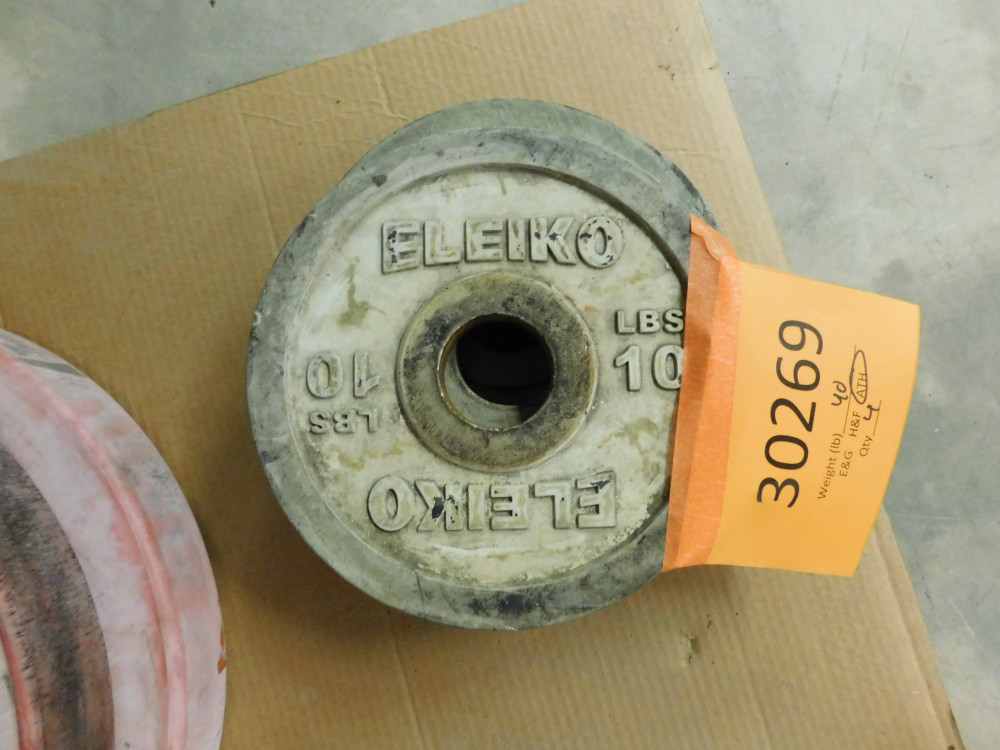 ELEIKO
LBS
10
10
LBS
ELEIKO
30269
Weight (lb) 40
E&G H&F ATH
Qty 4